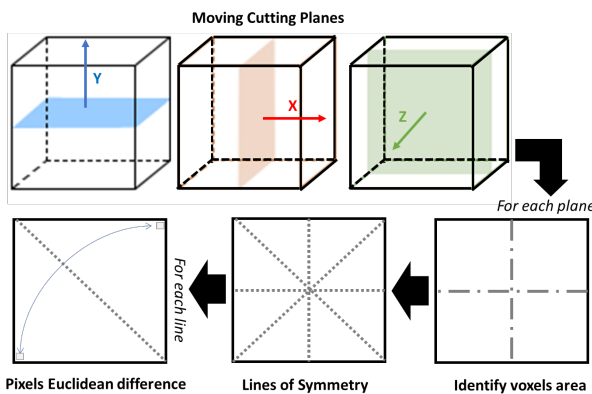 Moving Cutting Planes
Y
X
Z
For each plane
For each line
Pixels Euclidean difference
Lines of Symmetry
Identify voxels area